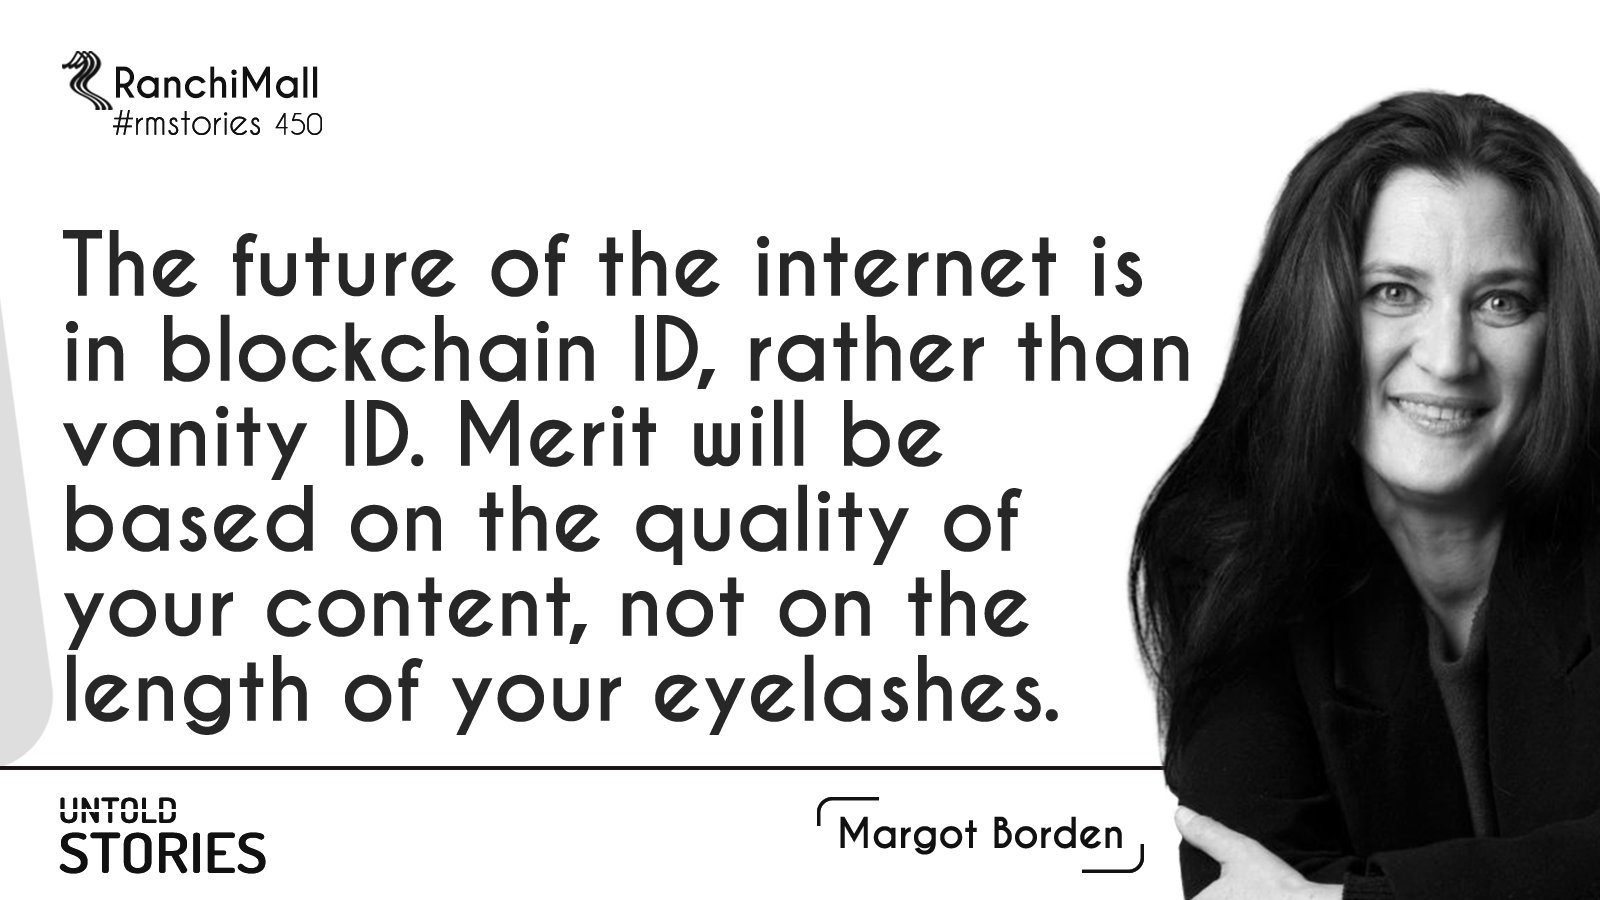 RanchiMall
#rmstories 450
The future of the internet is
in blockchain ID, rather than
vanity ID. Merit will be
based on the quality of
your content, not on the
length of your eyelashes.
UNTOLD
STORIES
Margot Borden